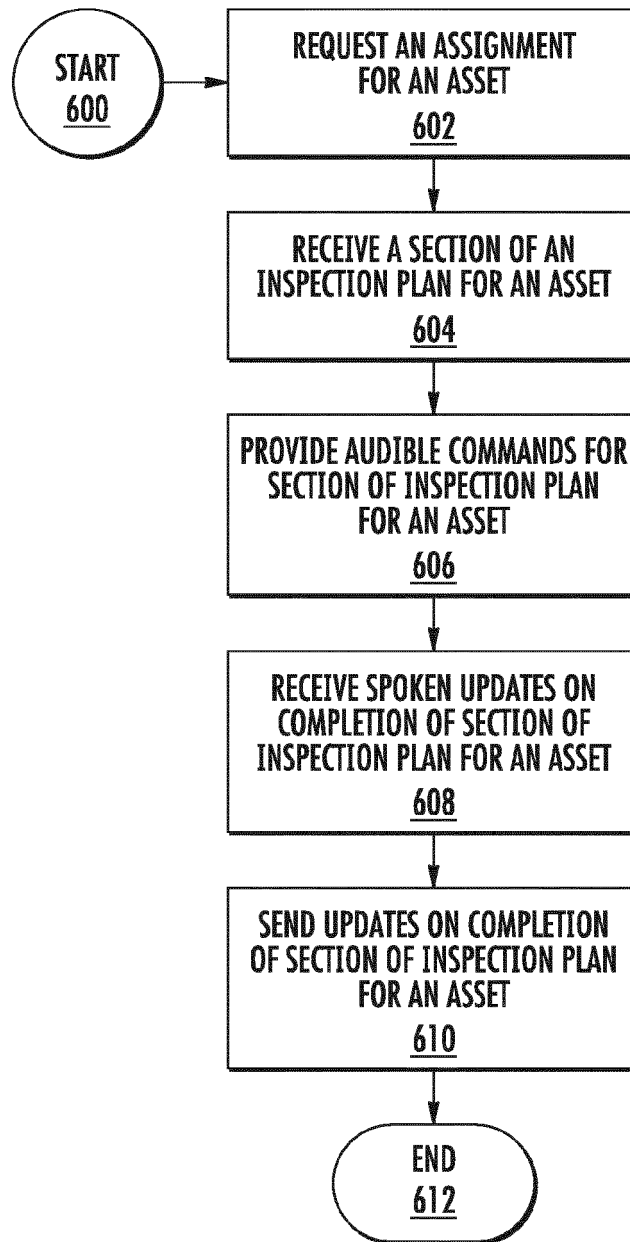 START
600
REQUEST AN ASSIGNMENT
FOR AN ASSET
602
RECEIVE A SECTION OF AN
INSPECTION PLAN FOR AN ASSET
604
PROVIDE AUDIBLE COMMANDS FOR
SECTION OF INSPECTION PLAN
FOR AN ASSET
606
RECEIVE SPOKEN UPDATES ON
COMPLETION OF SECTION OF
INSPECTION PLAN FOR AN ASSET
608
SEND UPDATES ON COMPLETION
OF SECTION OF INSPECTION PLAN
FOR AN ASSET
610
END
612